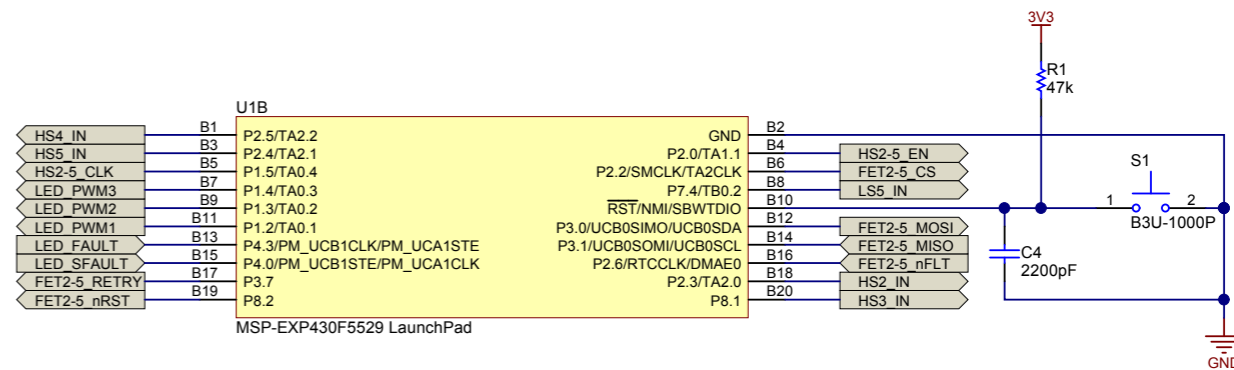 3V3
R1
47k
U1B
HS4_IN B1 P2.5/TA2.2 GND B2
HS5_IN B3 P2.4/TA2.1 P2.0/TA1.1 B4 HS2-5_EN
HS2-5_CLK B5 P1.5/TA0.4 P2.2/SMCLK/TA2CLK B6 FET2-5_CS
LED_PWM3 B7 P1.4/TA0.3 P7.4/TB0.2 B8 LS5_IN
LED_PWM2 B9 P1.3/TA0.2 RST/NMI/SBWTDIO B10
LED_PWM1 B11 P1.2/TA0.1 P3.0/UCB0SIMO/UCB0SDA B12 FET2-5_MOSI
LED_FAULT B13 P4.3/PM_UCB1CLK/PM_UCA1STE P3.1/UCB0SOMI/UCB0SCL B14 FET2-5_MISO
LED_SFAULT B15 P4.0/PM_UCB1STE/PM_UCA1CLK P2.6/RTCCLK/DMAE0 B16 FET2-5_nFLT
FET2-5_RETRY B17 P3.7 P2.3/TA2.0 B18 HS2_IN
FET2-5_nRST B19 P8.2 P8.1 B20 HS3_IN
MSP-EXP430F5529 LaunchPad
S1
1 2
B3U-1000P
C4
2200pF
GND